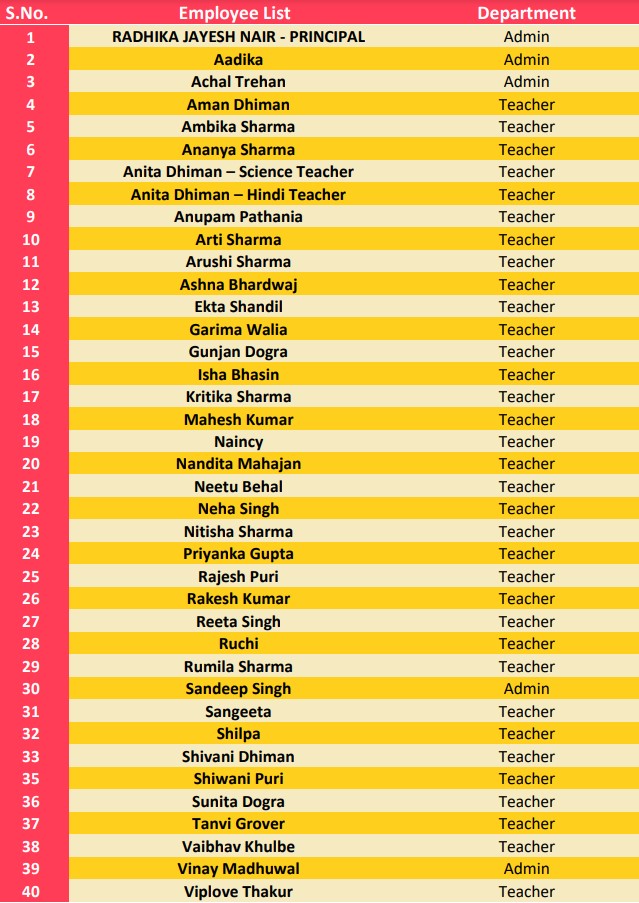 S.No. Employee List Department
1 RADHIKA JAYESH NAIR - PRINCIPAL Admin
2 Aadika Admin
3 Achal Trehan Admin
4 Aman Dhiman Teacher
5 Ambika Sharma Teacher
6 Ananya Sharma Teacher
7 Anita Dhiman – Science Teacher Teacher
8 Anita Dhiman – Hindi Teacher Teacher
9 Anupam Pathania Teacher
10 Arti Sharma Teacher
11 Arushi Sharma Teacher
12 Ashna Bhardwaj Teacher
13 Ekta Shandil Teacher
14 Garima Walia Teacher
15 Gunjan Dogra Teacher
16 Isha Bhasin Teacher
17 Kritika Sharma Teacher
18 Mahesh Kumar Teacher
19 Naincy Teacher
20 Nandita Mahajan Teacher
21 Neetu Behal Teacher
22 Neha Singh Teacher
23 Nitisha Sharma Teacher
24 Priyanka Gupta Teacher
25 Rajesh Puri Teacher
26 Rakesh Kumar Teacher
27 Reeta Singh Teacher
28 Ruchi Teacher
29 Rumila Sharma Teacher
30 Sandeep Singh Admin
31 Sangeeta Teacher
32 Shilpa Teacher
33 Shivani Dhiman Teacher
35 Shiwani Puri Teacher
36 Sunita Dogra Teacher
37 Tanvi Grover Teacher
38 Vaibhav Khulbe Teacher
39 Vinay Madhuwal Admin
40 Viplove Thakur Teacher